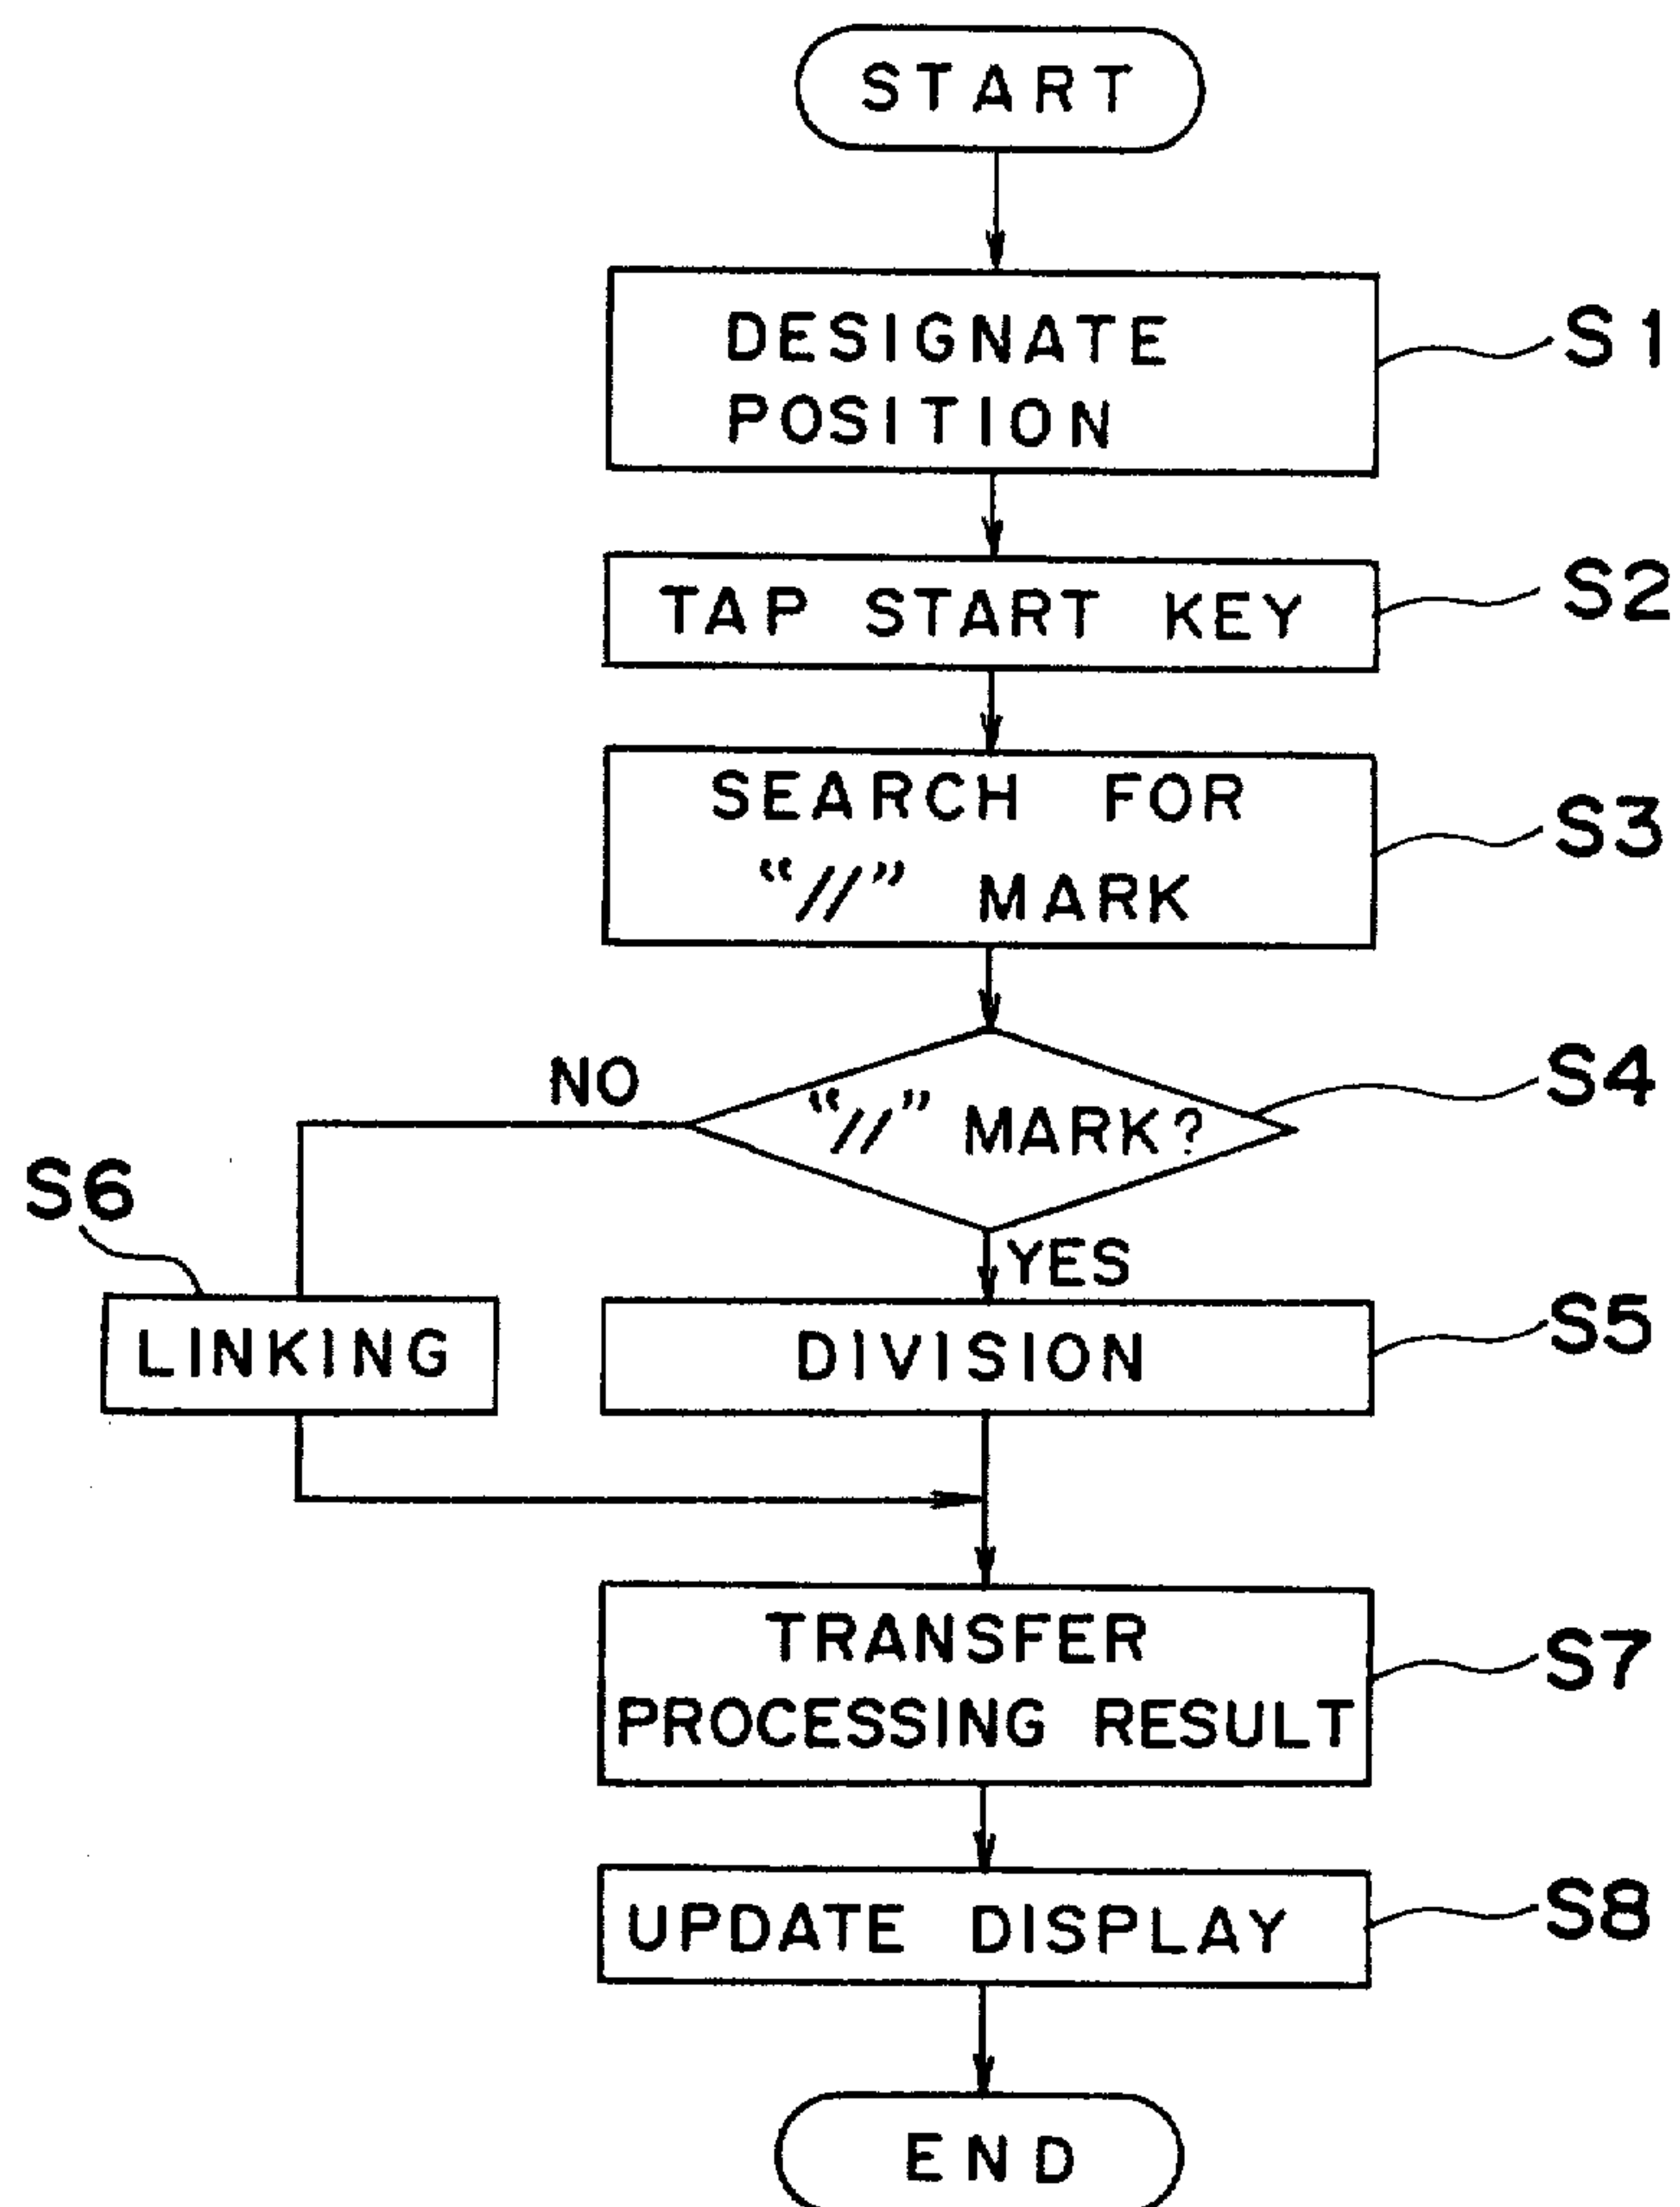 START
DESIGNATE
POSITION
S1
TAP START KEY
S2
SEARCH FOR
“//” MARK
S3
NO
“//” MARK?
S4
YES
S6
LINKING
DIVISION
S5
TRANSFER
PROCESSING RESULT
S7
UPDATE DISPLAY
S8
END